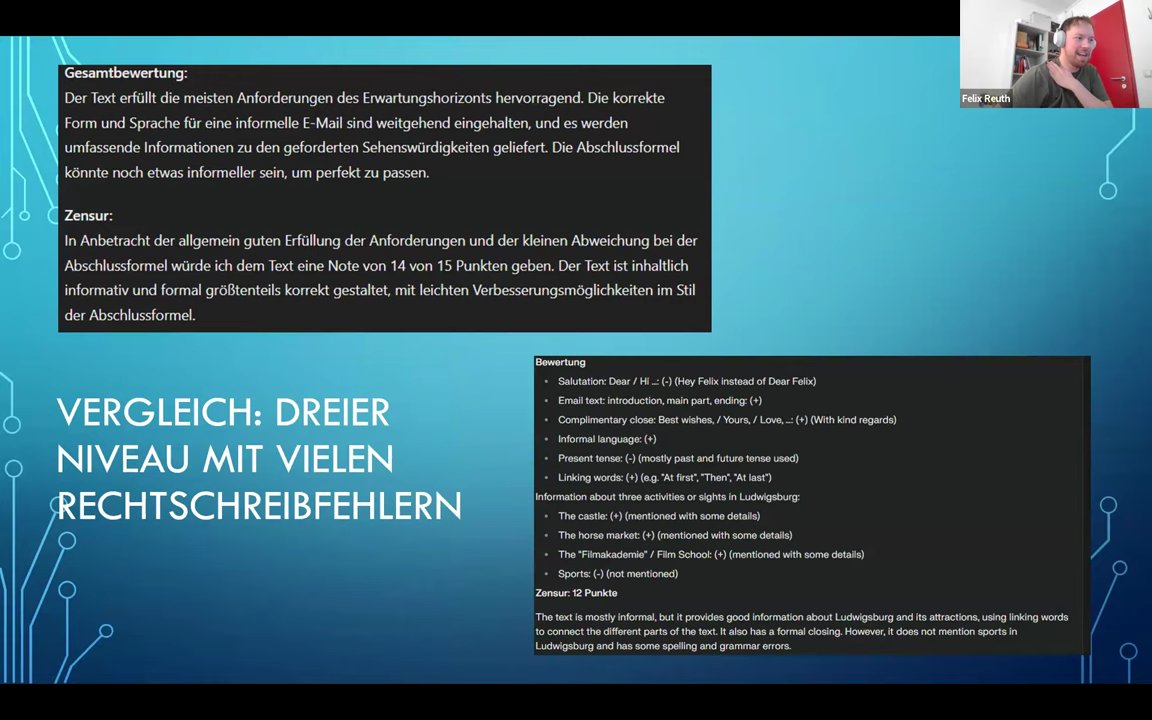 Gesamtbewertung:
Der Text erfüllt die meisten Anforderungen des Erwartungshorizonts hervorragend. Die korrekte
Form und Sprache für eine informelle E-Mail sind weitgehend eingehalten, und es werden
umfassende Informationen zu den geforderten Sehenswürdigkeiten geliefert. Die Abschlussformel
könnte noch etwas informeller sein, um perfekt zu passen.
Zensur:
In Anbetracht der allgemein guten Erfüllung der Anforderungen und der kleinen Abweichung bei der
Abschlussformel würde ich dem Text eine Note von 14 von 15 Punkten geben. Der Text ist inhaltlich
informativ und formal größtenteils korrekt gestaltet, mit leichten Verbesserungsmöglichkeiten im Stil
der Abschlussformel.
Felix Reuth
VERGLEICH: DREIER
NIVEAU MIT VIELEN
RECHTSCHREIBFEHLERN
Bewertung
• Salutation: Dear / Hi ...: (-) (Hey Felix instead of Dear Felix)
• Email text: introduction, main part, ending: (+)
• Complimentary close: Best wishes, / Yours, / Love, ...: (+) (With kind regards)
• Informal language: (+)
• Present tense: (-) (mostly past and future tense used)
• Linking words: (+) (e.g. "At first", "Then", "At last")
Information about three activities or sights in Ludwigsburg:
• The castle: (+) (mentioned with some details)
• The horse market: (+) (mentioned with some details)
• The "Filmakademie" / Film School: (+) (mentioned with some details)
• Sports: (-) (not mentioned)
Zensur: 12 Punkte
The text is mostly informal, but it provides good information about Ludwigsburg and its attractions, using linking words
to connect the different parts of the text. It also has a formal closing. However, it does not mention sports in
Ludwigsburg and has some spelling and grammar errors.